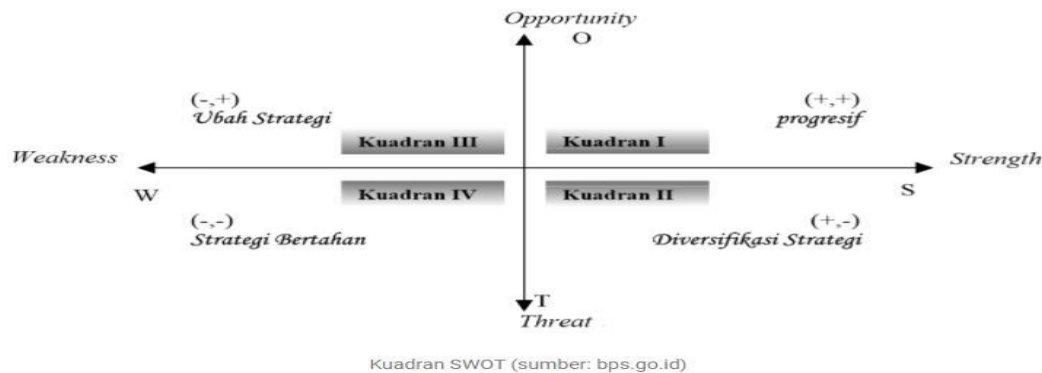 Opportunity
O
(-,+)
Ubah Strategi
(+,+)
progresif
Kuadran III
Kuadran I
Weakness
Strength
W
S
Kuadran IV
Kuadran II
(-,-)
Strategi Bertahan
(+,-)
Diversifikasi Strategi
T
Threat
Kuadran SWOT (sumber: bps.go.id)